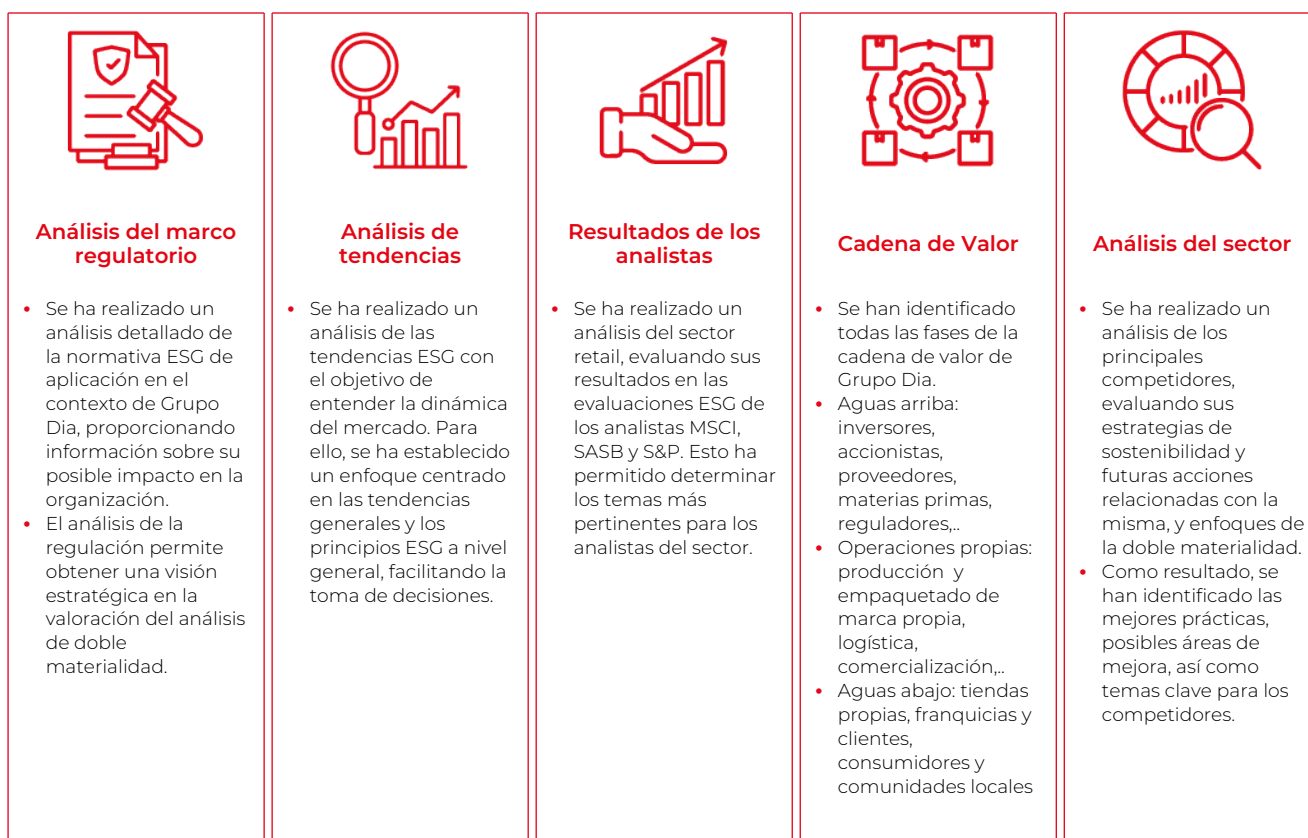 Análisis del marco
regulatorio
• Se ha realizado un
análisis detallado de
la normativa ESG de
aplicación en el
contexto de Grupo
Dia, proporcionando
información sobre su
posible impacto en la
organización.
• El análisis de la
regulación permite
obtener una visión
estratégica en la
valoración del análisis
de doble
materialidad.
Análisis de
tendencias
• Se ha realizado un
análisis de las
tendencias ESG con
el objetivo de
entender la dinámica
del mercado. Para
ello, se ha establecido
un enfoque centrado
en las tendencias
generales y los
principios ESG a nivel
general, facilitando la
toma de decisiones.
Resultados de los
analistas
• Se ha realizado un
análisis del sector
retail, evaluando sus
resultados en las
evaluaciones ESG de
los analistas MSCI,
SASB y S&P. Esto ha
permitido determinar
los temas más
pertinentes para los
analistas del sector.
Cadena de Valor
• Se han identificado
todas las fases de la
cadena de valor de
Grupo Dia.
• Aguas arriba:
inversores,
accionistas,
proveedores,
materias primas,
reguladores,..
• Operaciones propias:
producción y
empaquetado de
marca propia,
logística,
comercialización,..
• Aguas abajo: tiendas
propias, franquicias y
clientes,
consumidores y
comunidades locales
Análisis del sector
• Se ha realizado un
análisis de los
principales
competidores,
evaluando sus
estrategias de
sostenibilidad y
futuras acciones
relacionadas con la
misma, y enfoques de
la doble materialidad.
• Como resultado, se
han identificado las
mejores prácticas,
posibles áreas de
mejora, así como
temas clave para los
competidores.